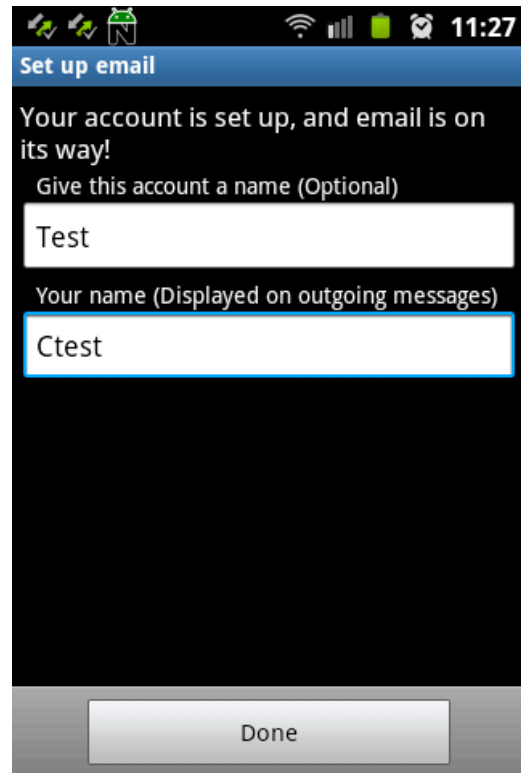 N 11:27
Set up email
Your account is set up, and email is on
its way!
Give this account a name (Optional)
Test
Your name (Displayed on outgoing messages)
Ctest
Done